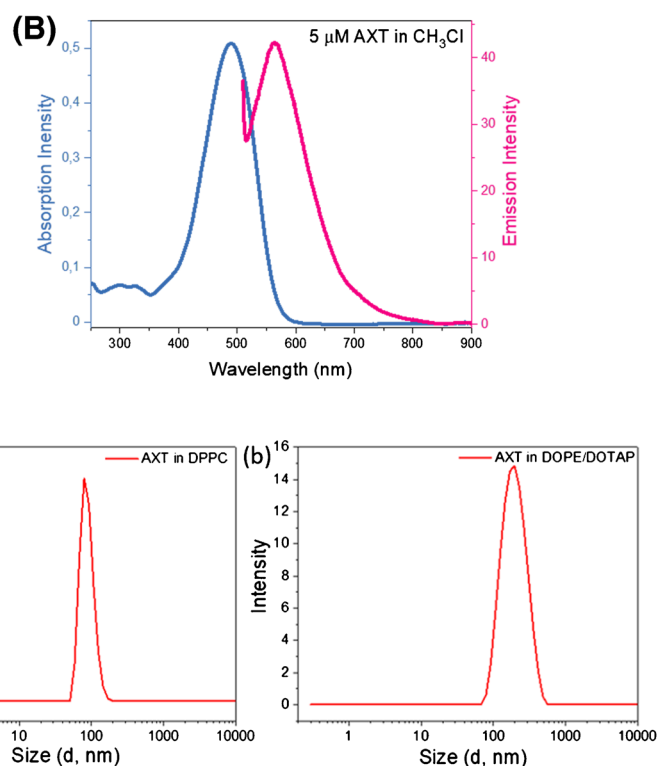 (B)
5 μM AXT in CH₃Cl
0,5
0,4
0,3
0,2
0,1
0
Absorption Inensity
40
30
20
10
0
Emission Intensity
300 400 500 600 700 800 900
Wavelength (nm)
AXT in DPPC
10 100 1000 10000
Size (d, nm)
(b)
AXT in DOPE/DOTAP
16
14
12
10
8
6
4
2
0
Intensity
1 10 100 1000 10000
Size (d, nm)